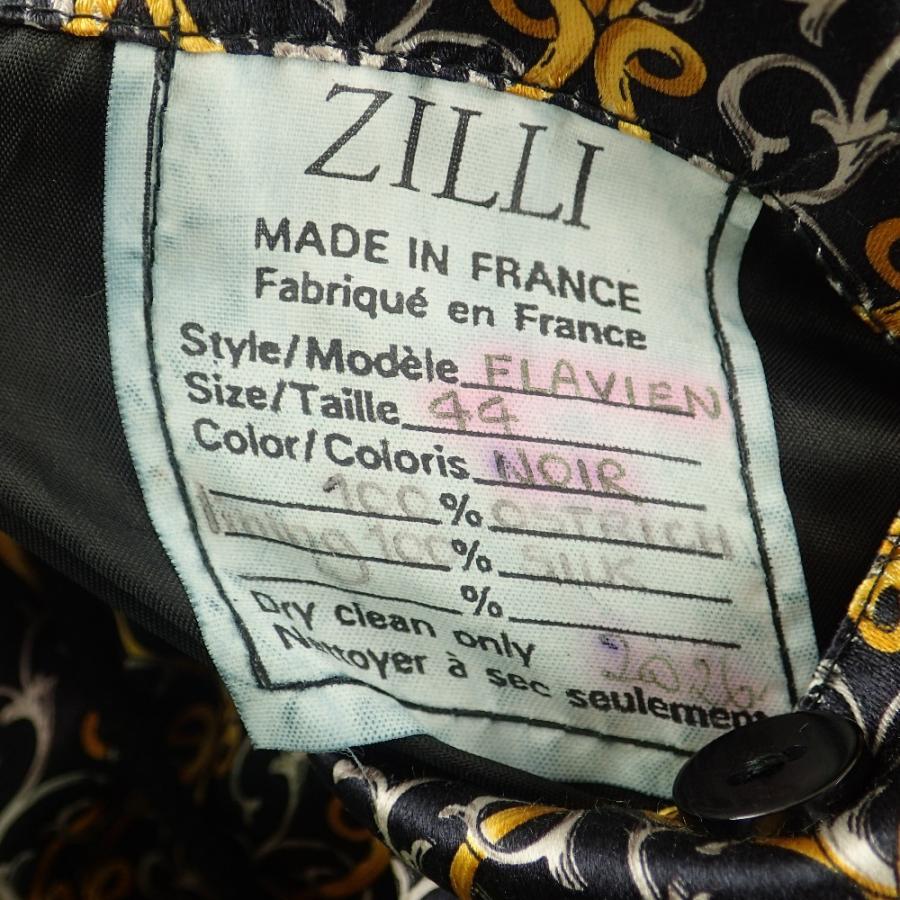 ZILLI
MADE IN FRANCE
Fabriqué en France
Style/Modèle FLAVIEN
Size/Taille 44
Color/Coloris NOIR
100 % OSTRICH
lining 100 % SILK
%
Dry clean only
Nettoyer à sec seulement